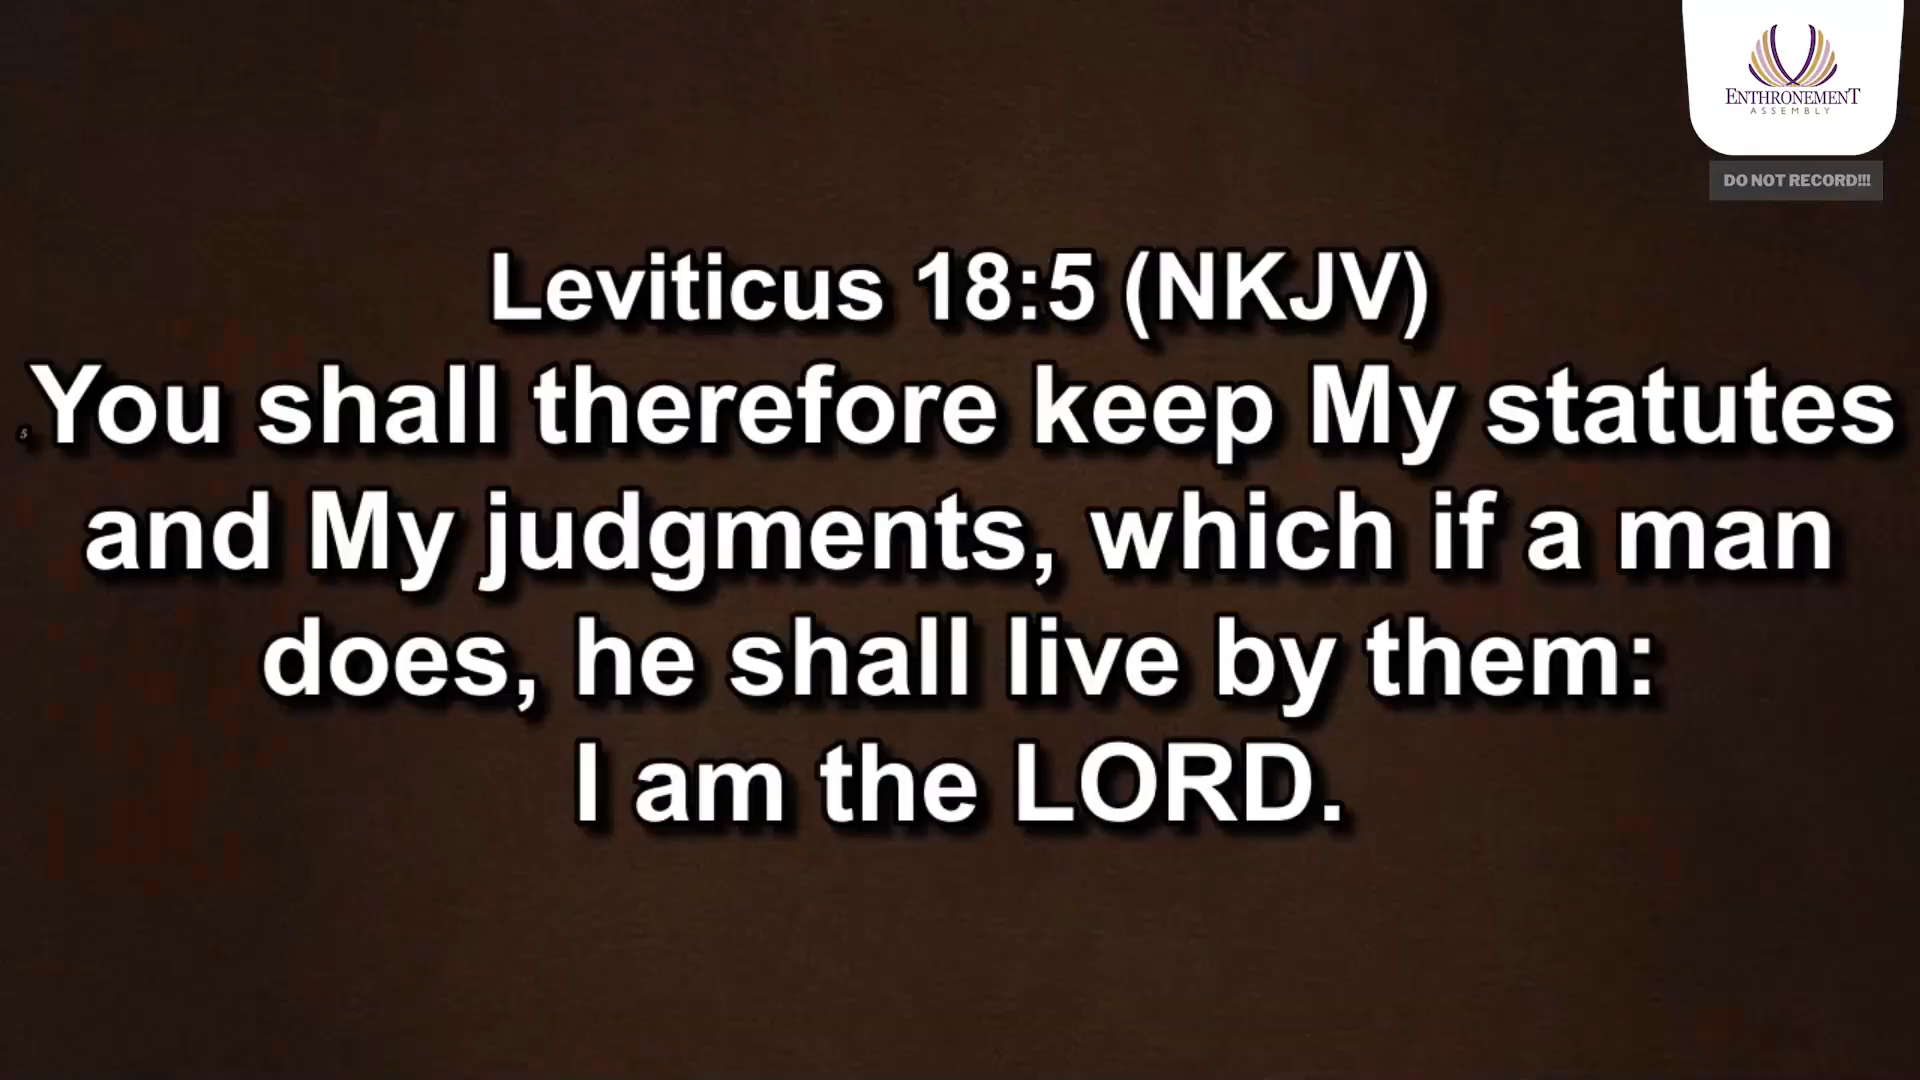 ENTHRONEMENT
ASSEMBLY
DO NOT RECORD!!!
Leviticus 18:5 (NKJV)
5 You shall therefore keep My statutes
and My judgments, which if a man
does, he shall live by them:
I am the LORD.